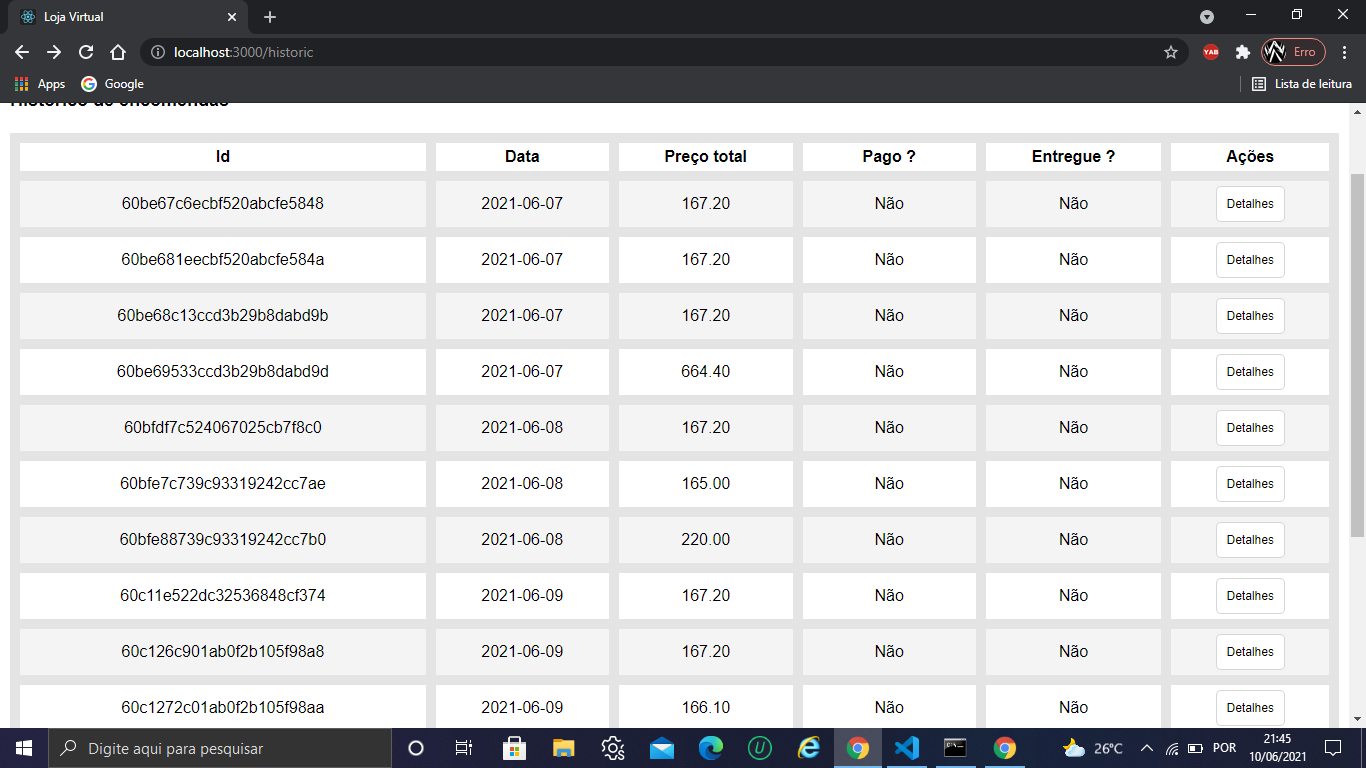 Loja Virtual
localhost:3000/historic
YAB
Erro
Apps
Google
Lista de leitura
Histórico de encomendas
Id Data Preço total Pago ? Entregue ? Ações
60be67c6ecbf520abcfe5848 2021-06-07 167.20 Não Não Detalhes
60be681eecbf520abcfe584a 2021-06-07 167.20 Não Não Detalhes
60be68c13ccd3b29b8dabd9b 2021-06-07 167.20 Não Não Detalhes
60be69533ccd3b29b8dabd9d 2021-06-07 664.40 Não Não Detalhes
60bfdf7c524067025cb7f8c0 2021-06-08 167.20 Não Não Detalhes
60bfe7c739c93319242cc7ae 2021-06-08 165.00 Não Não Detalhes
60bfe88739c93319242cc7b0 2021-06-08 220.00 Não Não Detalhes
60c11e522dc32536848cf374 2021-06-09 167.20 Não Não Detalhes
60c126c901ab0f2b105f98a8 2021-06-09 167.20 Não Não Detalhes
60c1272c01ab0f2b105f98aa 2021-06-09 166.10 Não Não Detalhes
Digite aqui para pesquisar
26°C
POR
21:45
10/06/2021